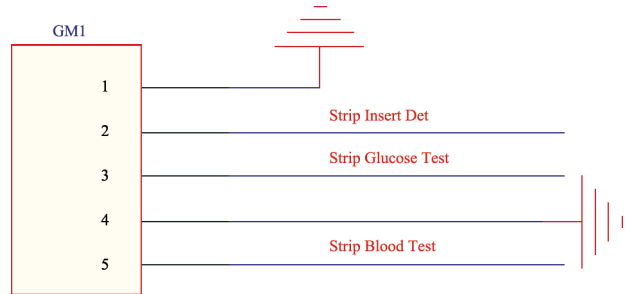 GM1
1
Strip Insert Det
2
Strip Glucose Test
3
4
Strip Blood Test
5